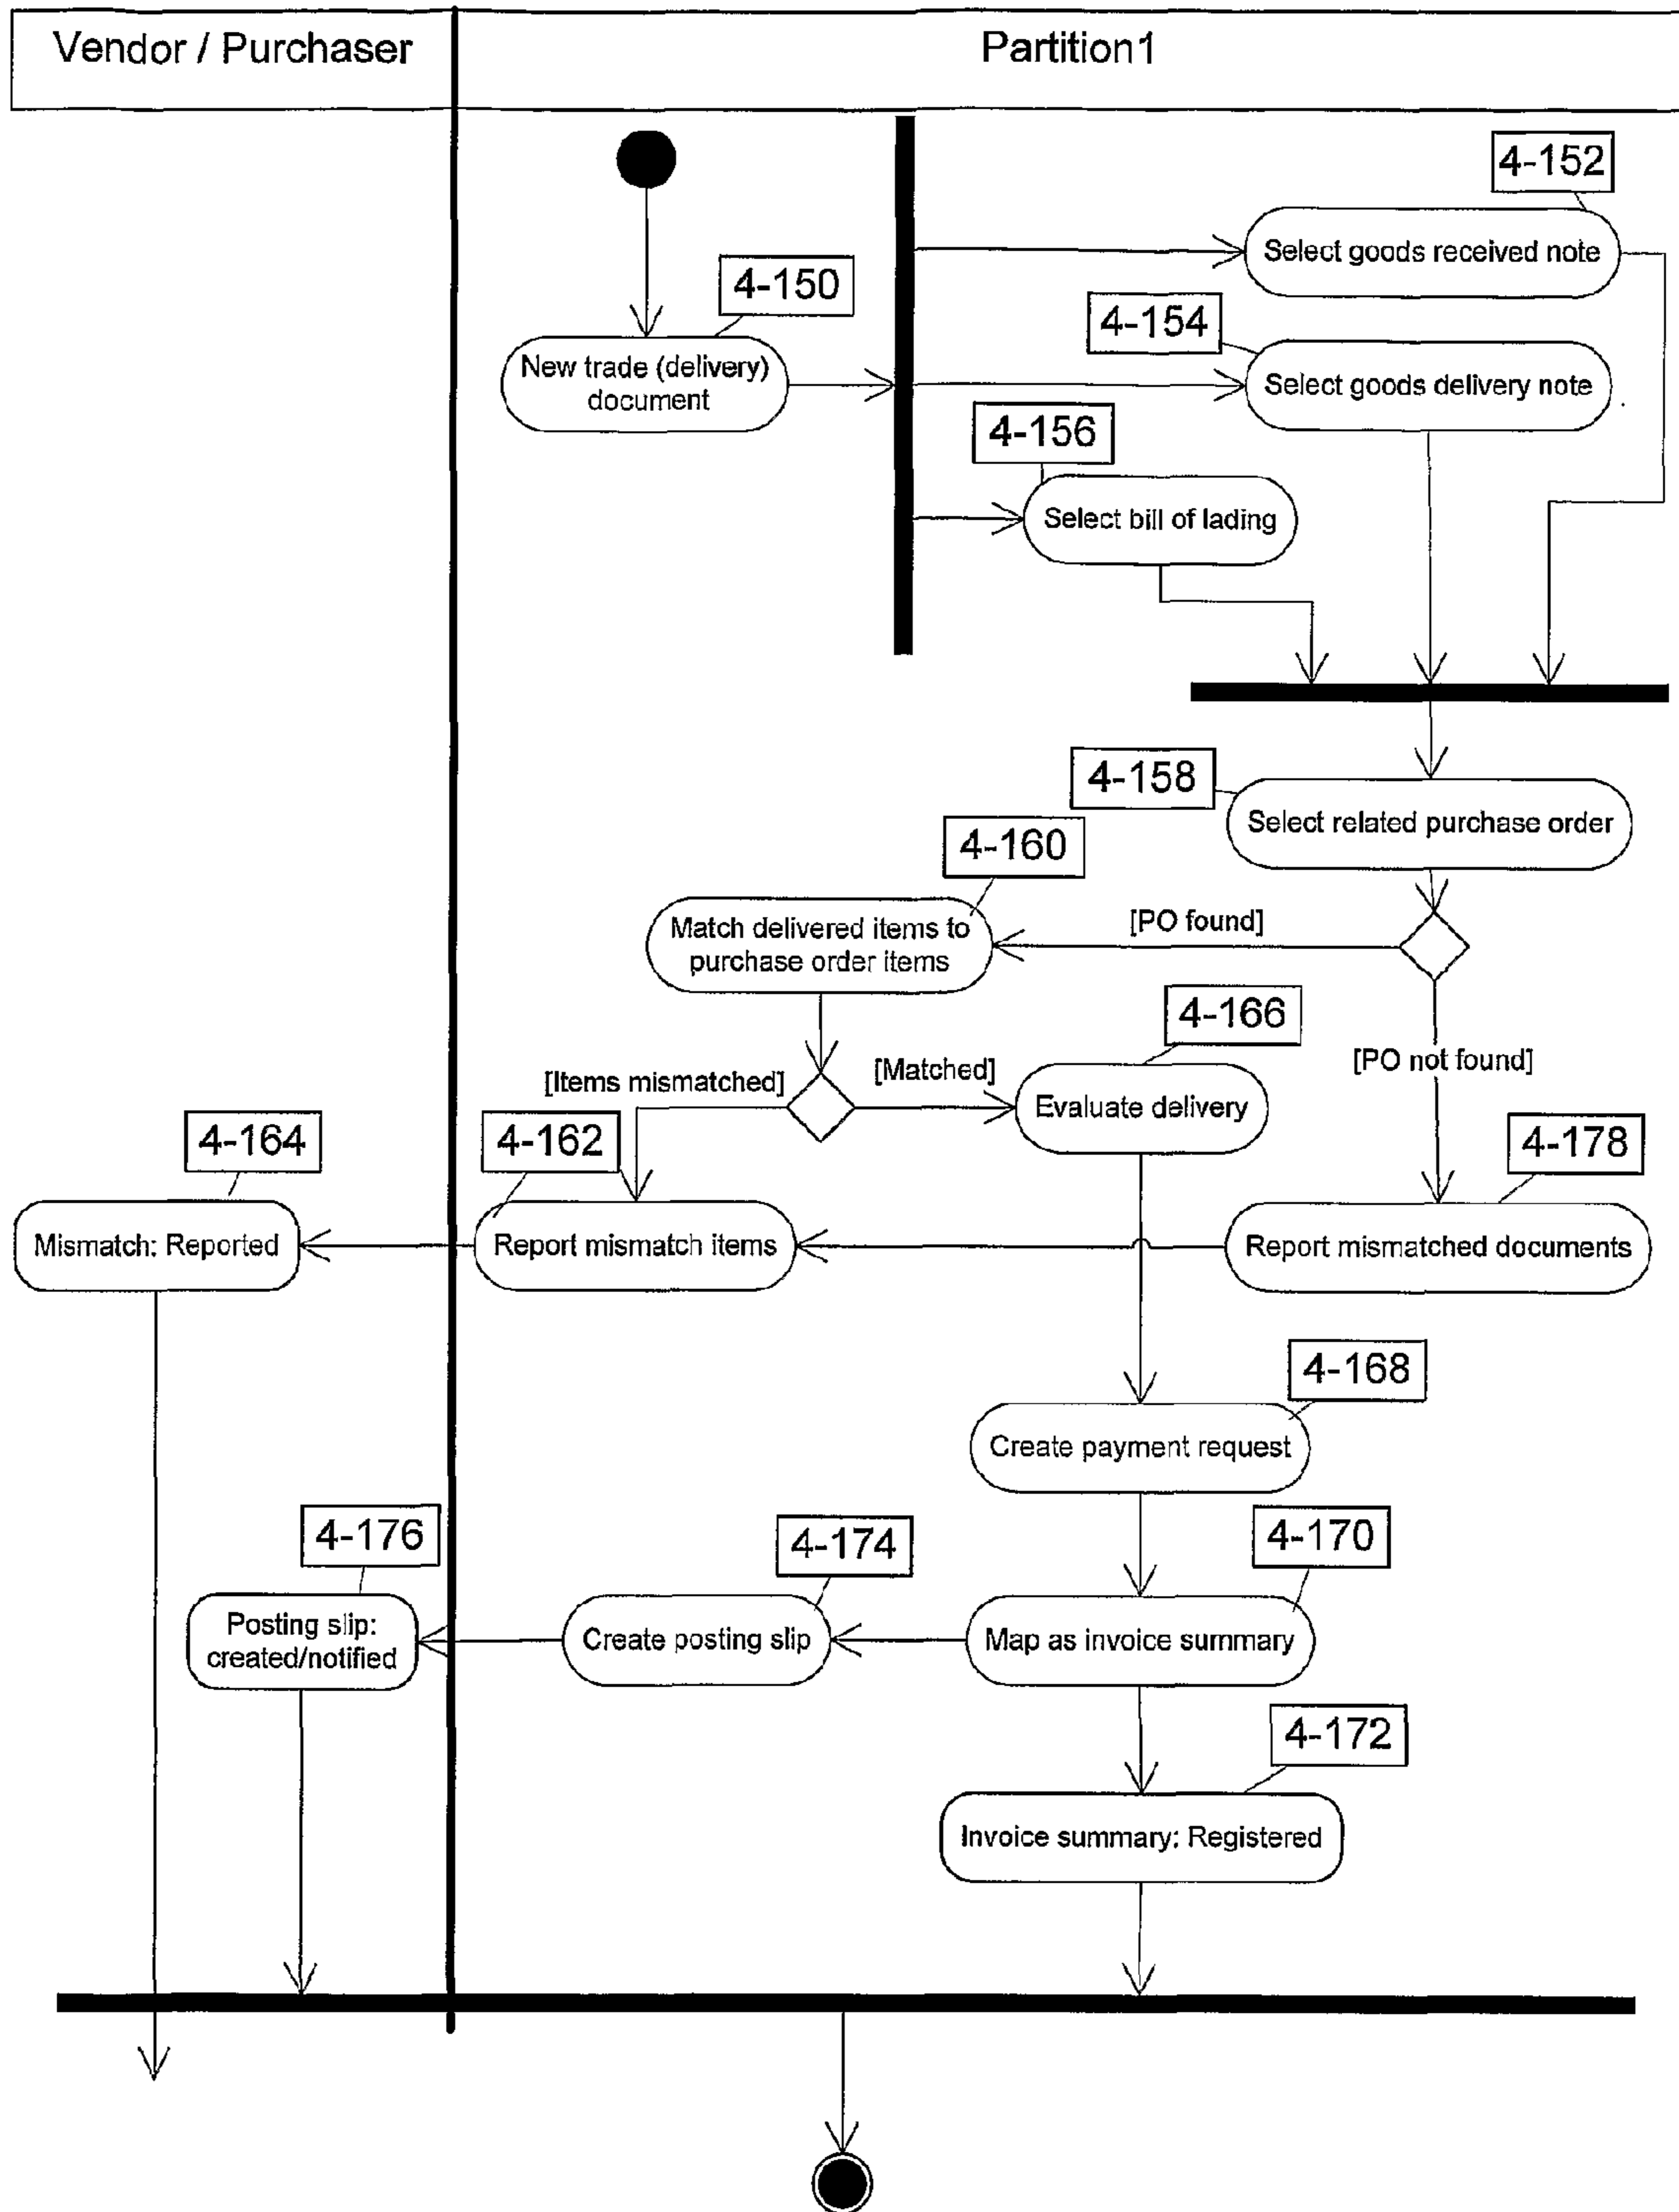 Vendor / Purchaser
Partition1
4-152
Select goods received note
4-150
New trade (delivery)
document
4-154
Select goods delivery note
4-156
Select bill of lading
4-158
Select related purchase order
4-160
Match delivered items to
purchase order items
[PO found]
4-166
[PO not found]
[Items mismatched]
[Matched]
Evaluate delivery
4-164
4-162
4-178
Mismatch: Reported
Report mismatch items
Report mismatched documents
4-168
Create payment request
4-176
4-174
4-170
Posting slip:
created/notified
Create posting slip
Map as invoice summary
4-172
Invoice summary: Registered